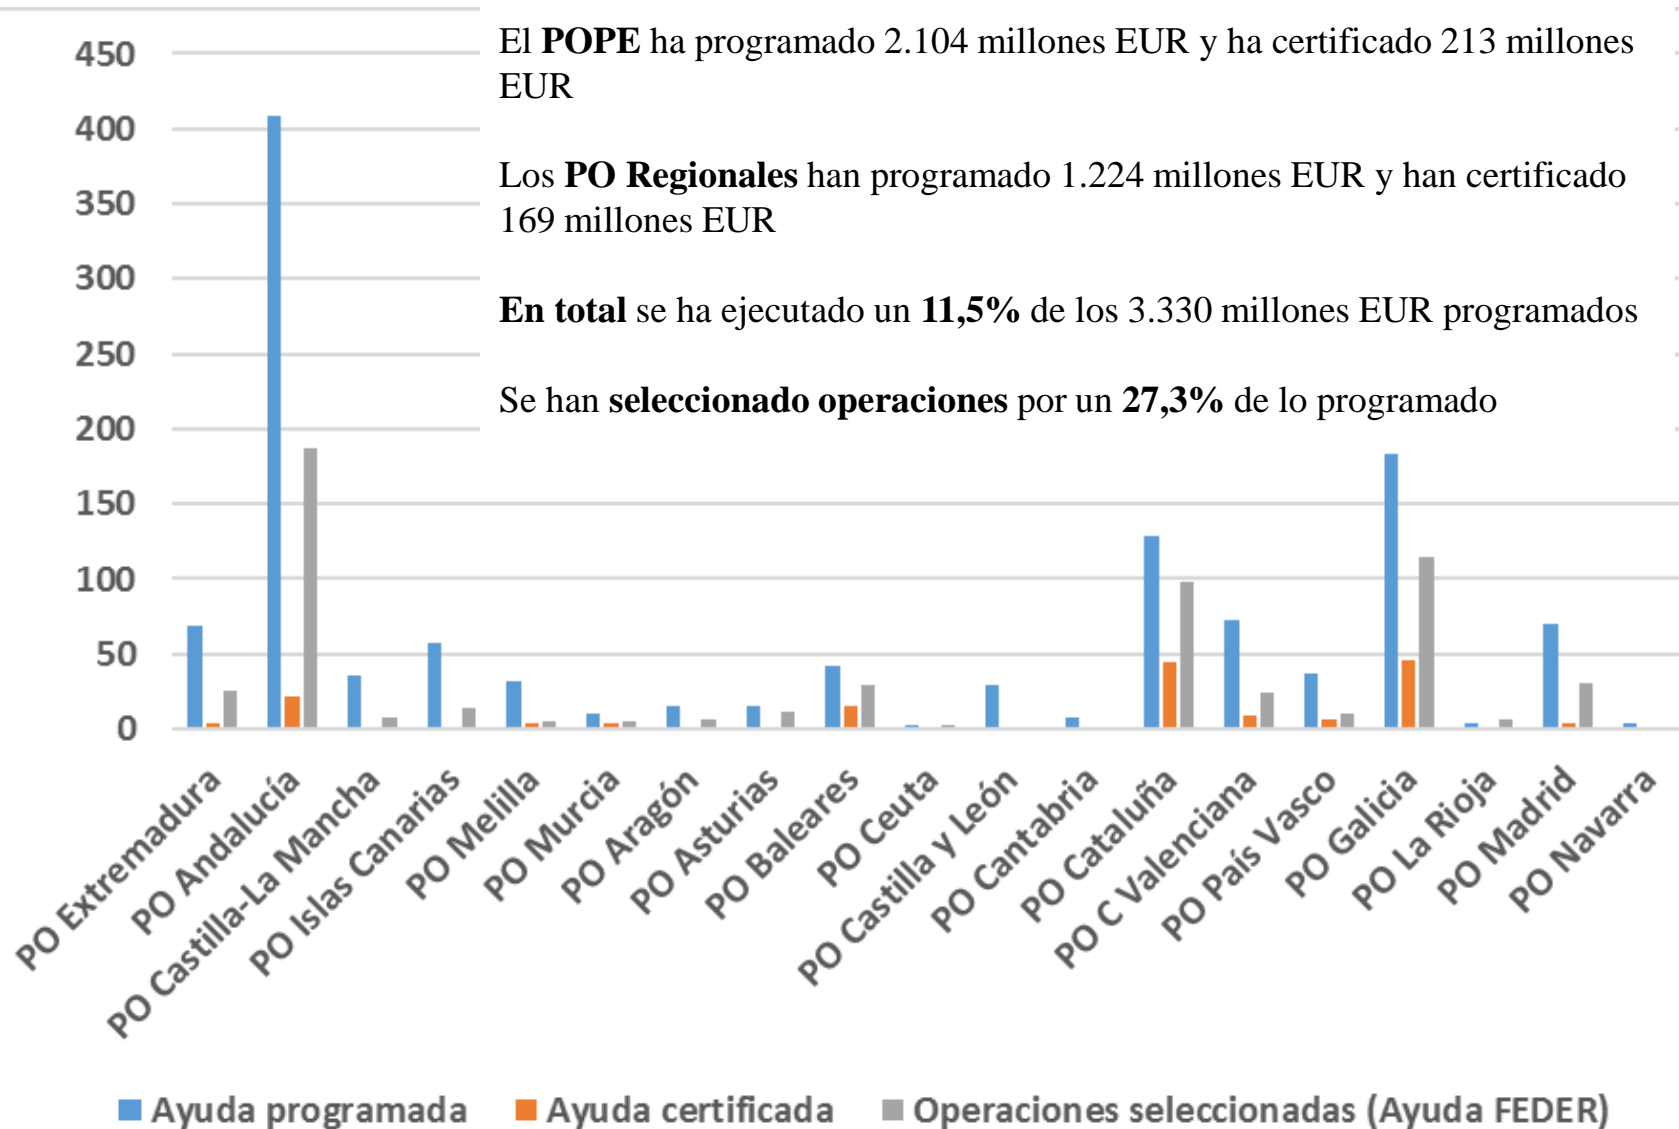 El POPE ha programado 2.104 millones EUR y ha certificado 213 millones
EUR
Los PO Regionales han programado 1.224 millones EUR y han certificado
169 millones EUR
En total se ha ejecutado un 11,5% de los 3.330 millones EUR programados
Se han seleccionado operaciones por un 27,3% de lo programado
450
400
350
300
250
200
150
100
50
0
PO Extremadura
PO Andalucía
PO Castilla-La Mancha
PO Islas Canarias
PO Melilla
PO Murcia
PO Aragón
PO Asturias
PO Baleares
PO Ceuta
PO Castilla y León
PO Cantabria
PO Cataluña
PO C Valenciana
PO País Vasco
PO Galicia
PO La Rioja
PO Madrid
PO Navarra
Ayuda programada
Ayuda certificada
Operaciones seleccionadas (Ayuda FEDER)